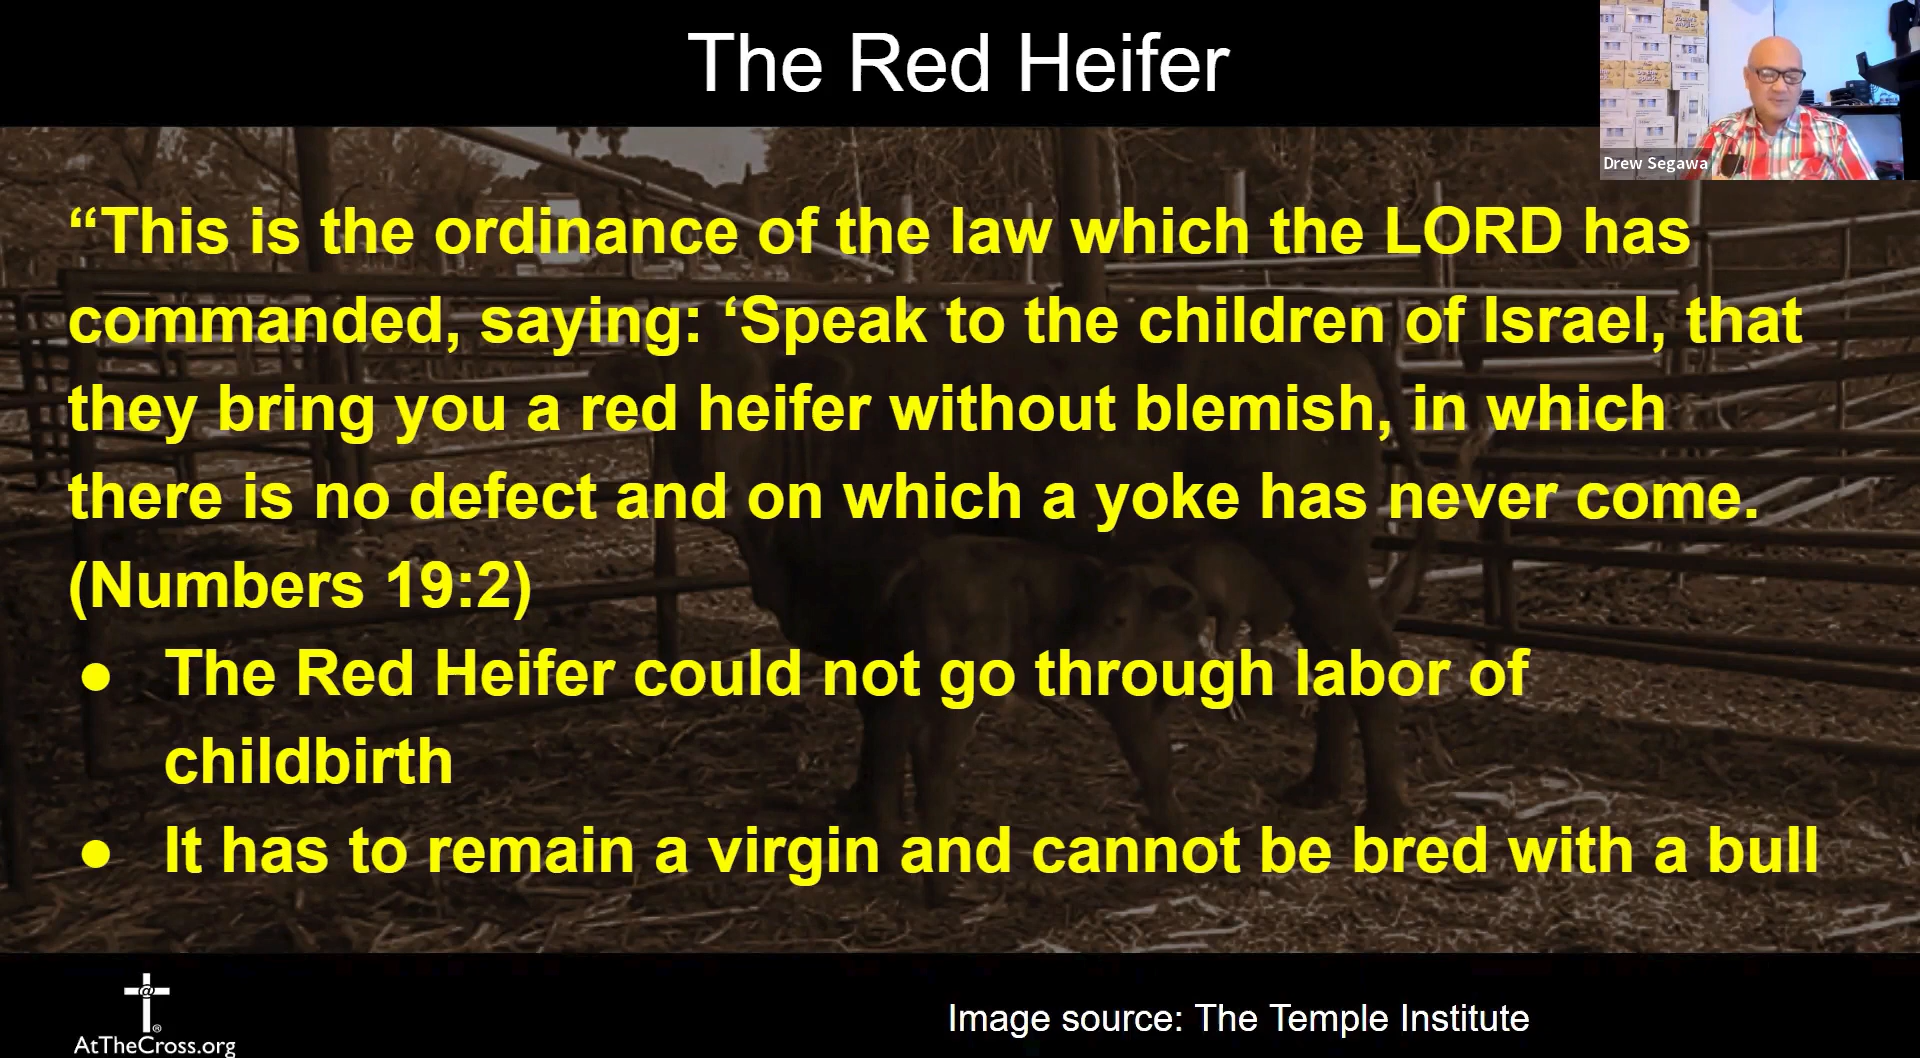 The Red Heifer
Drew Segawa
“This is the ordinance of the law which the LORD has
commanded, saying: ‘Speak to the children of Israel, that
they bring you a red heifer without blemish, in which
there is no defect and on which a yoke has never come.
(Numbers 19:2)
● The Red Heifer could not go through labor of
childbirth
● It has to remain a virgin and cannot be bred with a bull
@
®
AtTheCross.org
Image source: The Temple Institute